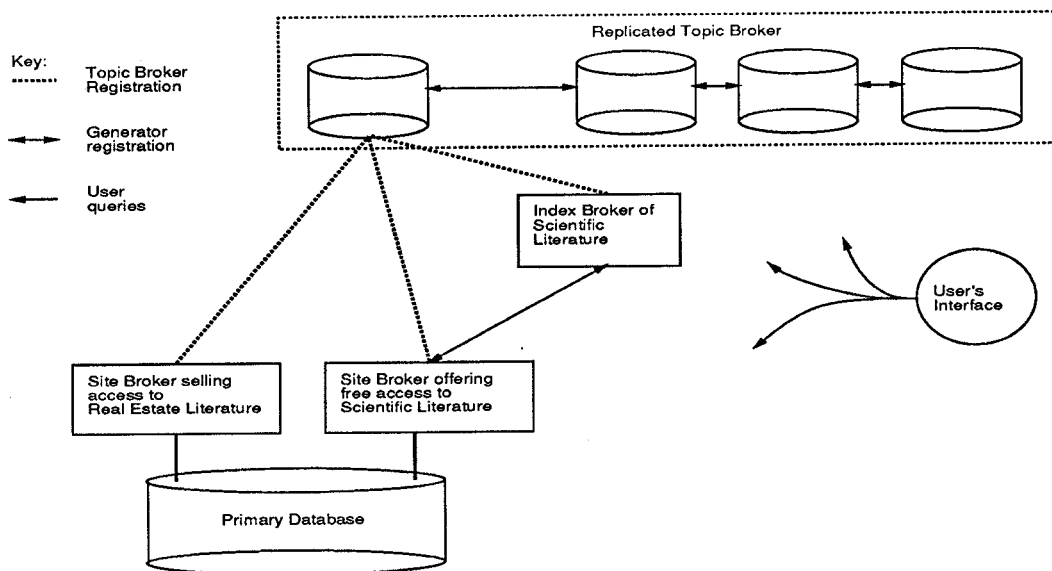 Replicated Topic Broker
Key:
Topic Broker
Registration
Generator
registration
User
queries
Index Broker of
Scientific
Literature
User's
Interface
Site Broker selling
access to
Real Estate Literature
Site Broker offering
free access to
Scientific Literature
Primary Database